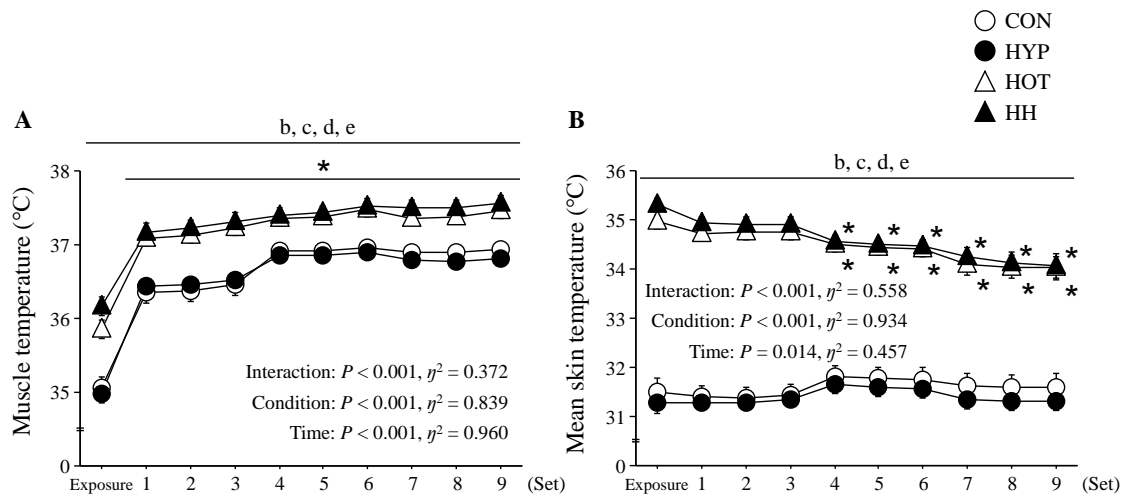 CON
HYP
HOT
HH
A
b, c, d, e
*
38
37
36
35
0
Muscle temperature (°C)
Interaction: P < 0.001, η² = 0.372
Condition: P < 0.001, η² = 0.839
Time: P < 0.001, η² = 0.960
Exposure 1 2 3 4 5 6 7 8 9 (Set)
B
b, c, d, e
36
35
34
33
32
31
0
Mean skin temperature (°C)
* * * * * *
* * * * * *
Interaction: P < 0.001, η² = 0.558
Condition: P < 0.001, η² = 0.934
Time: P = 0.014, η² = 0.457
Exposure 1 2 3 4 5 6 7 8 9 (Set)